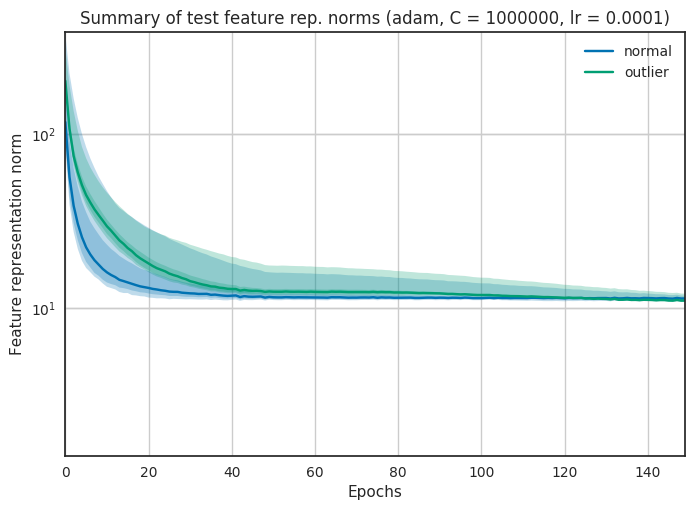 Summary of test feature rep. norms (adam, C = 1000000, lr = 0.0001)
normal
outlier
Feature representation norm
10²
10¹
0 20 40 60 80 100 120 140
Epochs